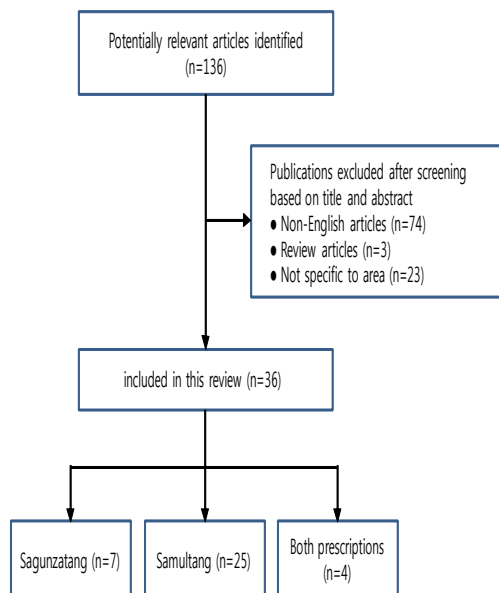 Potentially relevant articles identified
(n=136)
Publications excluded after screening
based on title and abstract
● Non-English articles (n=74)
● Review articles (n=3)
● Not specific to area (n=23)
included in this review (n=36)
Sagunzatang (n=7)
Samultang (n=25)
Both prescriptions
(n=4)